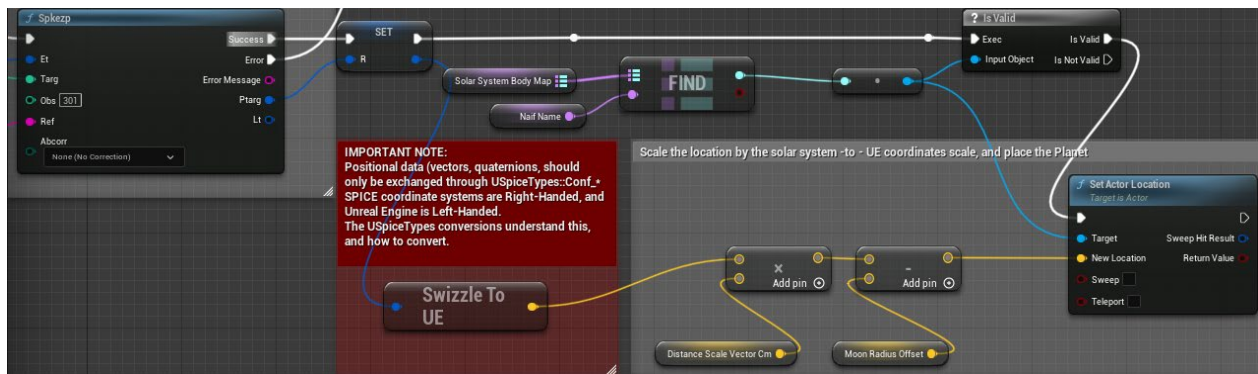 f Spkezp
Success
Et
Error
Targ
Error Message
Obs 301
Ptarg
Ref
Lt
Abcorr
None (No Correction)
SET
R
Solar System Body Map
Naif Name
FIND
? Is Valid
Exec
Is Valid
Input Object
Is Not Valid
IMPORTANT NOTE:
Positional data (vectors, quaternions, should
only be exchanged through USpiceTypes::Conf_*
SPICE coordinate systems are Right-Handed, and
Unreal Engine is Left-Handed.
The USpiceTypes conversions understand this,
and how to convert.
Swizzle To
UE
Scale the location by the solar system -to - UE coordinates scale, and place the Planet
×
Add pin
-
Add pin
Distance Scale Vector Cm
Moon Radius Offset
f Set Actor Location
Target is Actor
Target
Sweep Hit Result
New Location
Return Value
Sweep
Teleport